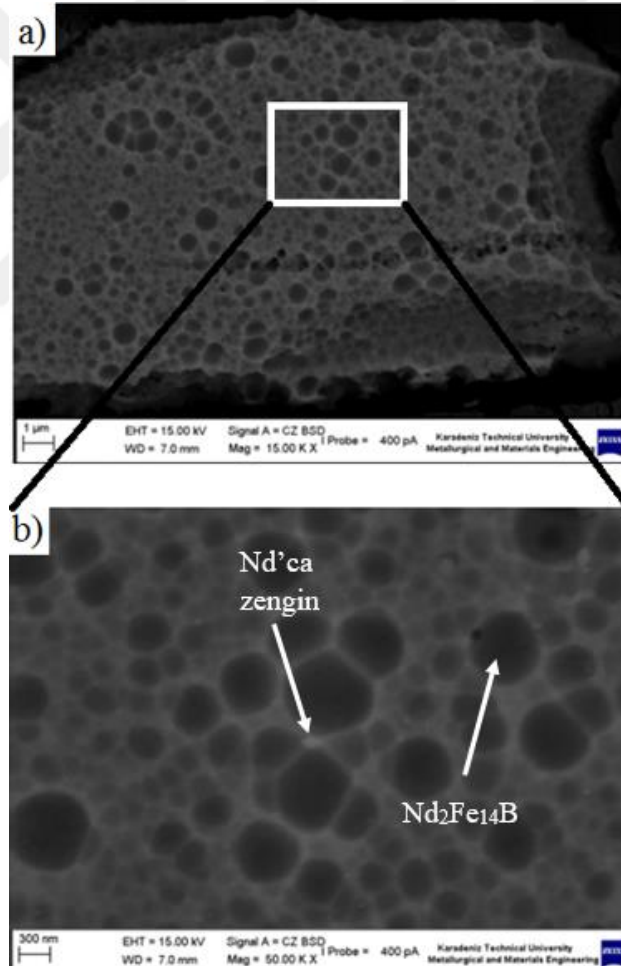 a)
1 µm
EHT = 15.00 kV Signal A = CZ BSD I Probe = 400 pA Karadeniz Technical University
WD = 7.0 mm Mag = 15.00 K X Metallurgical and Materials Engineering
ZEISS
b)
Nd'ca
zengin
Nd₂Fe₁₄B
300 nm
EHT = 15.00 kV Signal A = CZ BSD I Probe = 400 pA Karadeniz Technical University
WD = 7.0 mm Mag = 50.00 K X Metallurgical and Materials Engineering
ZEISS